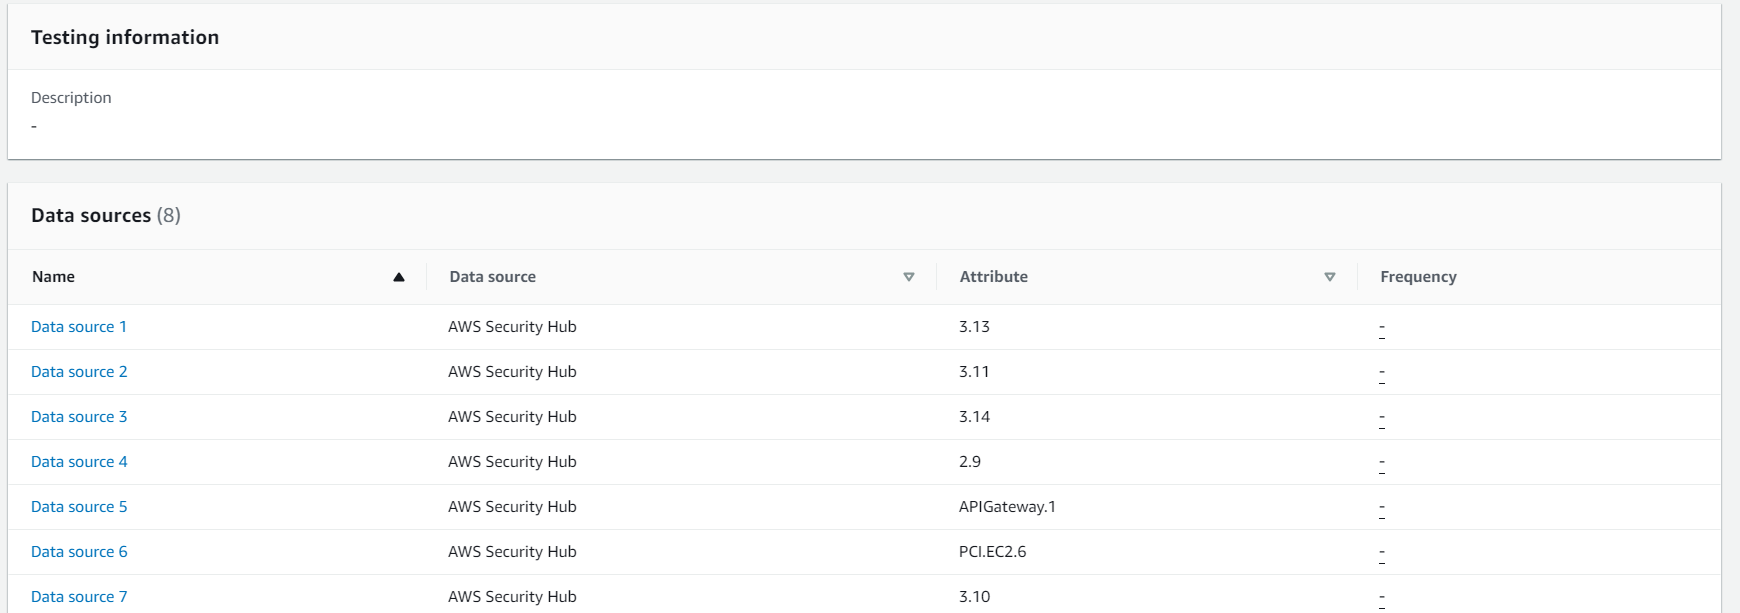 Testing information
Description
-
Data sources (8)
Name Data source Attribute Frequency
Data source 1 AWS Security Hub 3.13 -
Data source 2 AWS Security Hub 3.11 -
Data source 3 AWS Security Hub 3.14 -
Data source 4 AWS Security Hub 2.9 -
Data source 5 AWS Security Hub APIGateway.1 -
Data source 6 AWS Security Hub PCI.EC2.6 -
Data source 7 AWS Security Hub 3.10 -